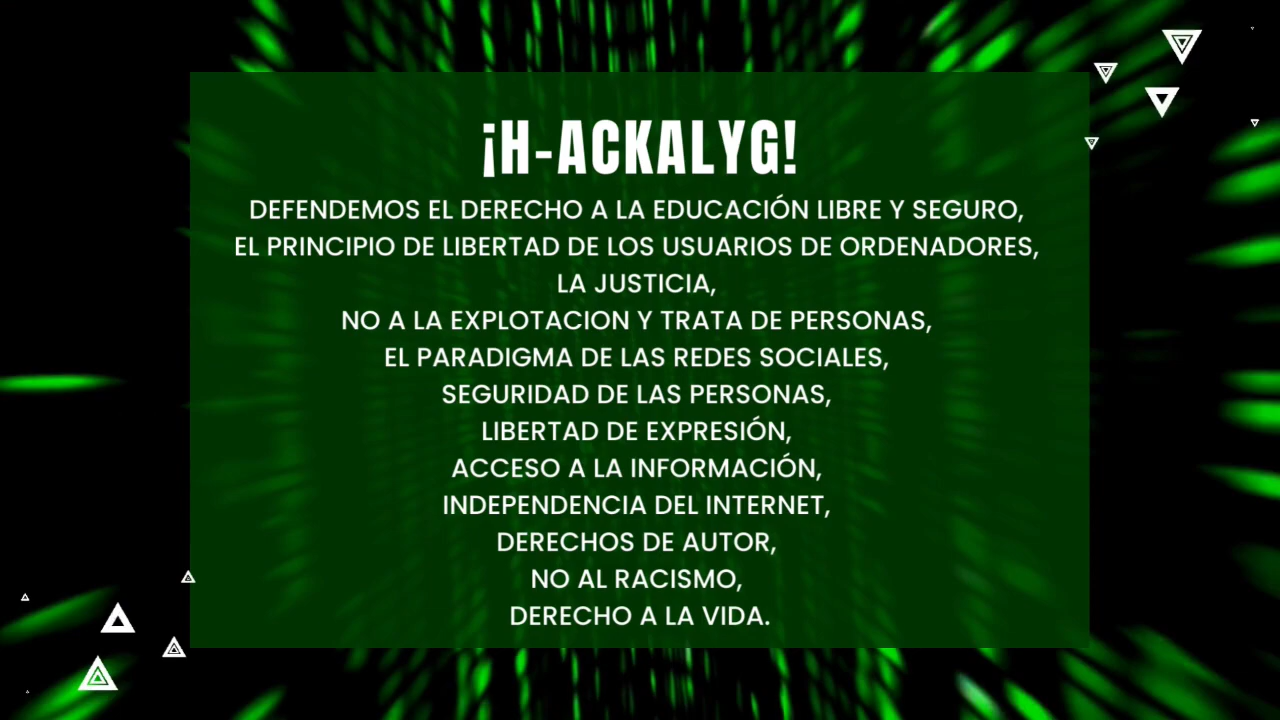 ¡H-ACKALYG!
DEFENDEMOS EL DERECHO A LA EDUCACIÓN LIBRE Y SEGURO,
EL PRINCIPIO DE LIBERTAD DE LOS USUARIOS DE ORDENADORES,
LA JUSTICIA,
NO A LA EXPLOTACION Y TRATA DE PERSONAS,
EL PARADIGMA DE LAS REDES SOCIALES,
SEGURIDAD DE LAS PERSONAS,
LIBERTAD DE EXPRESIÓN,
ACCESO A LA INFORMACIÓN,
INDEPENDENCIA DEL INTERNET,
DERECHOS DE AUTOR,
NO AL RACISMO,
DERECHO A LA VIDA.